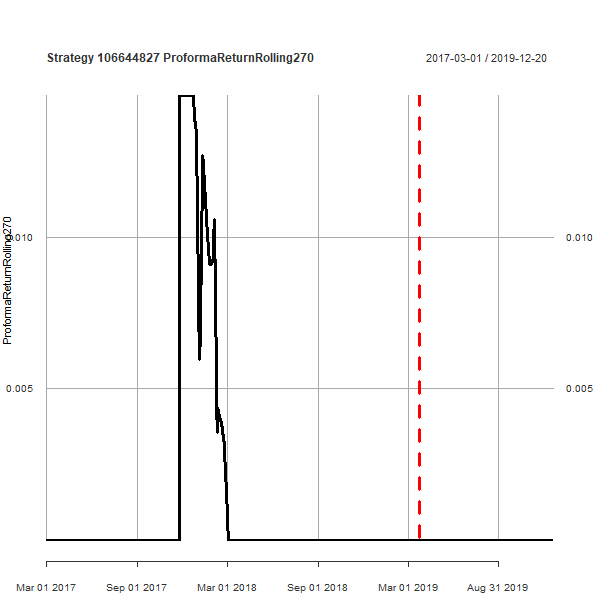 Strategy 106644827 ProformaReturnRolling270
2017-03-01 / 2019-12-20
ProformaReturnRolling270
0.010
0.010
0.005
0.005
Mar 01 2017
Sep 01 2017
Mar 01 2018
Sep 01 2018
Mar 01 2019
Aug 31 2019